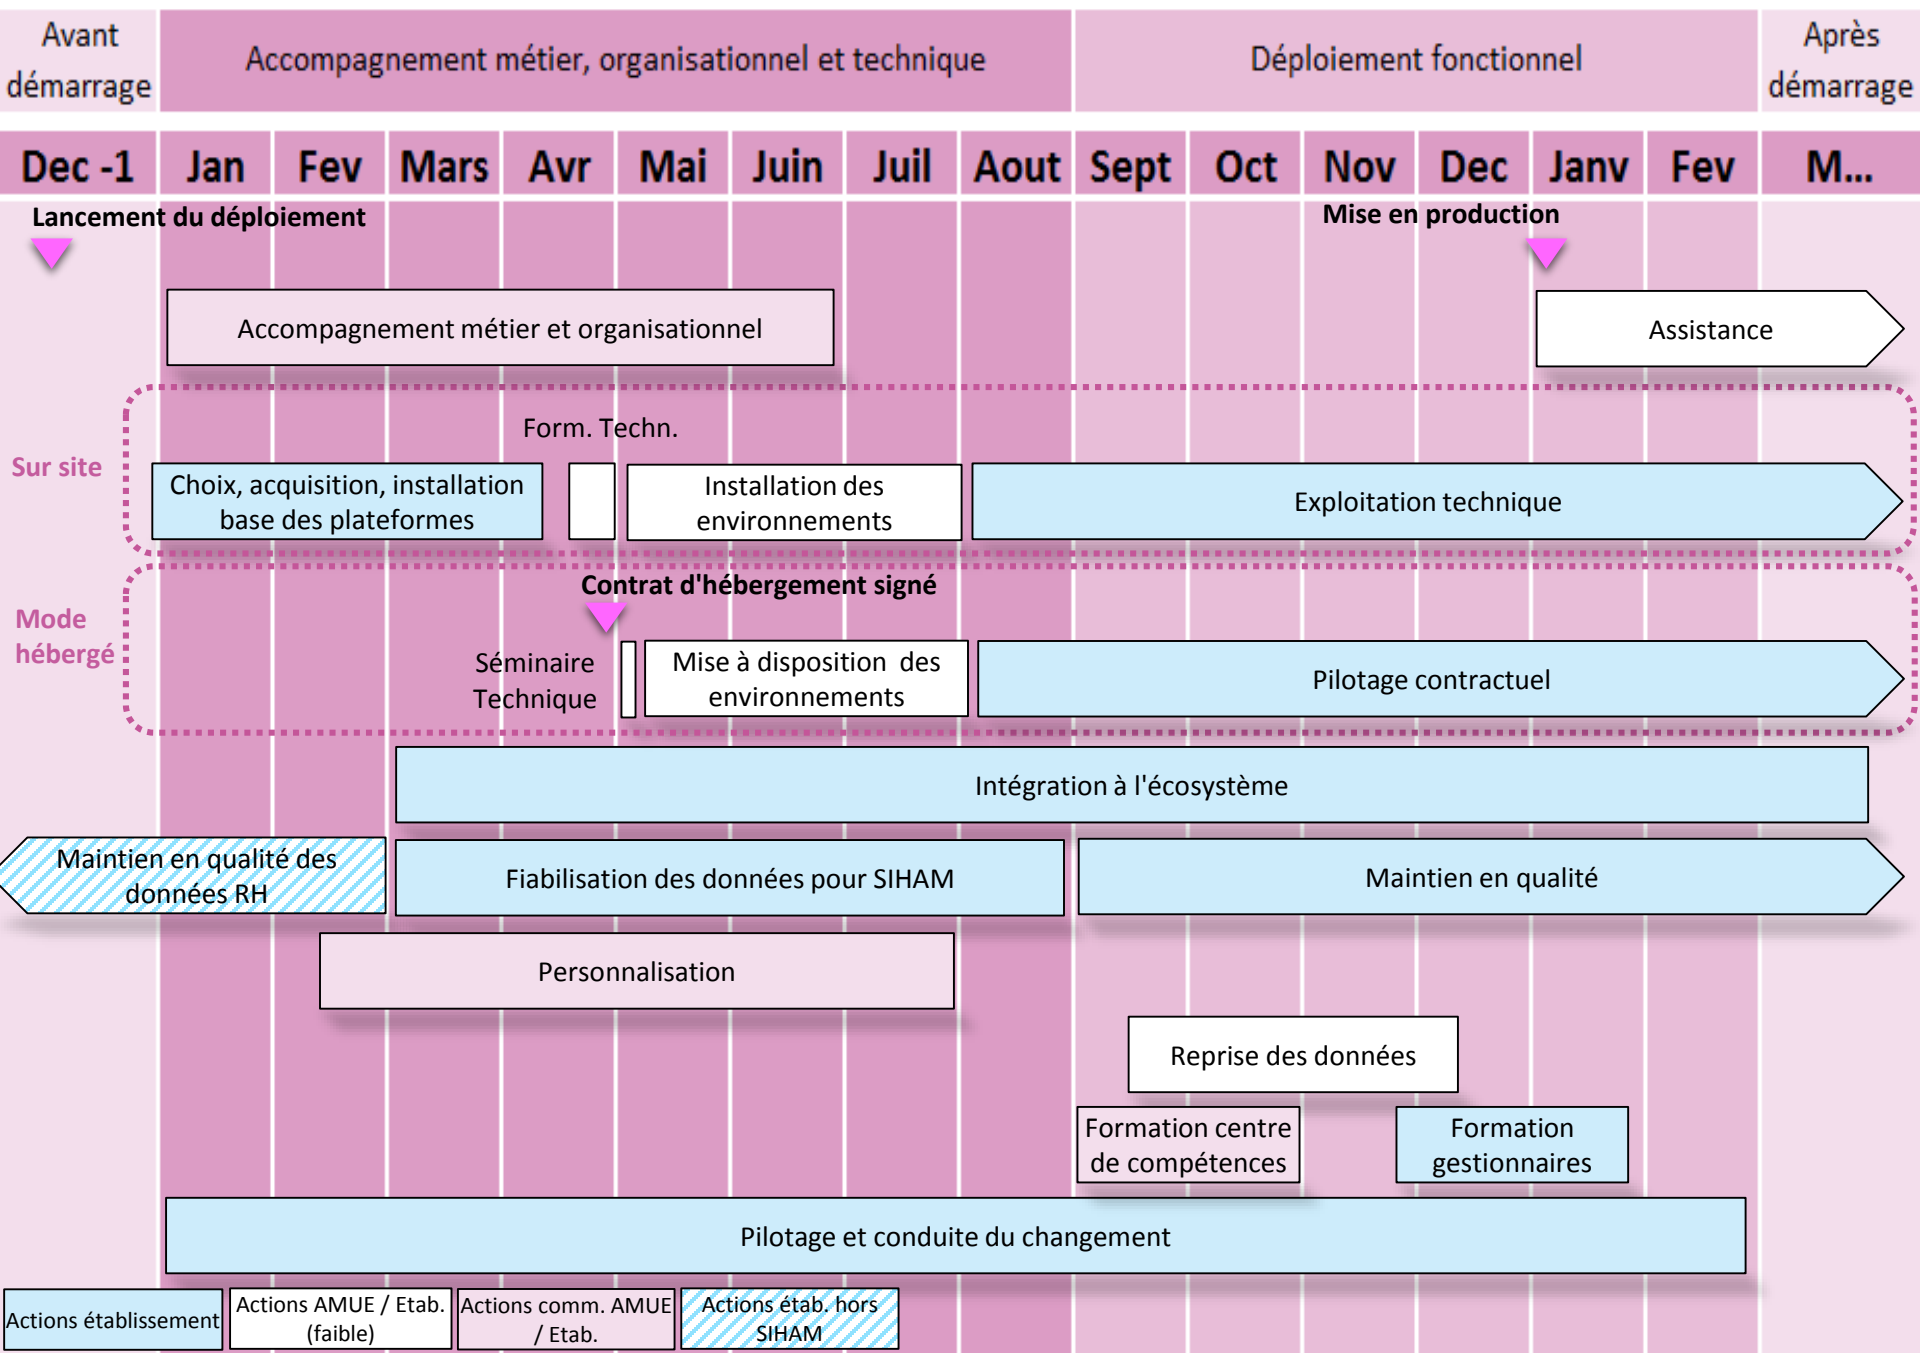 Avant
démarrage
Accompagnement métier, organisationnel et technique
Déploiement fonctionnel
Après
démarrage
Dec -1 Jan Fev Mars Avr Mai Juin Juil Aout Sept Oct Nov Dec Janv Fev M...
Lancement du déploiement
Mise en production
Accompagnement métier et organisationnel
Assistance
Form. Techn.
Sur site
Choix, acquisition, installation
base des plateformes
Installation des
environnements
Exploitation technique
Contrat d'hébergement signé
Mode
hébergé
Séminaire
Technique
Mise à disposition des
environnements
Pilotage contractuel
Intégration à l'écosystème
Maintien en qualité des
données RH
Fiabilisation des données pour SIHAM
Maintien en qualité
Personnalisation
Reprise des données
Formation centre
de compétences
Formation
gestionnaires
Pilotage et conduite du changement
Actions établissement
Actions AMUE / Etab.
(faible)
Actions comm. AMUE
/ Etab.
Actions étab. hors
SIHAM